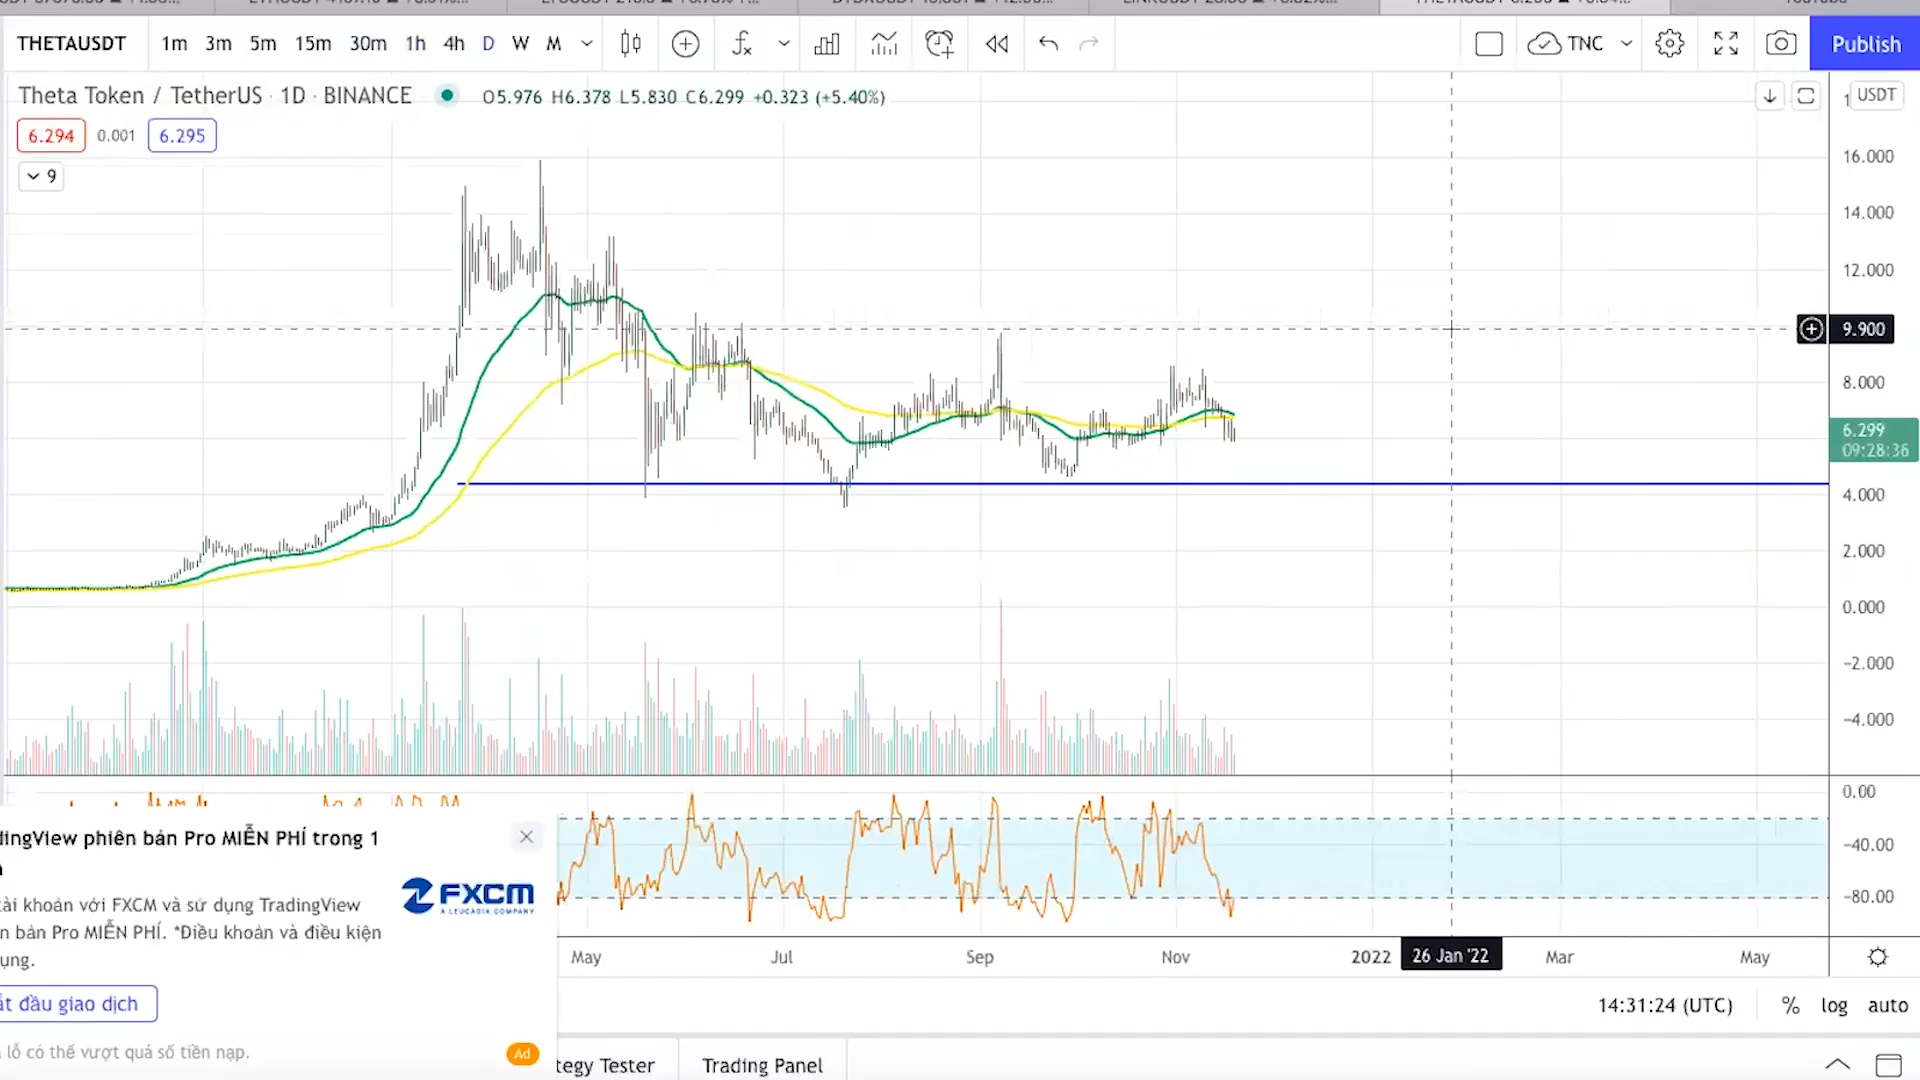 THETAUSDT 1m 3m 5m 15m 30m 1h 4h D W M TNC Publish
Theta Token / TetherUS · 1D · BINANCE O5.976 H6.378 L5.830 C6.299 +0.323 (+5.40%)
USDT
6.294 0.001 6.295
9
16.000
14.000
12.000
9.900
8.000
6.299
09:28:36
4.000
2.000
0.000
−2.000
−4.000
0.00
−40.00
−80.00
May Jul Sep Nov 2022 26 Jan '22 Mar May
dingView phiên bản Pro MIỄN PHÍ trong 1
tài khoản với FXCM và sử dụng TradingView
n bản Pro MIỄN PHÍ. *Điều khoản và điều kiện
ụng.
FXCM
A LEUCADIA COMPANY
ắt đầu giao dịch
lỗ có thể vượt quá số tiền nạp.
Ad
14:31:24 (UTC) % log auto
tegy Tester Trading Panel